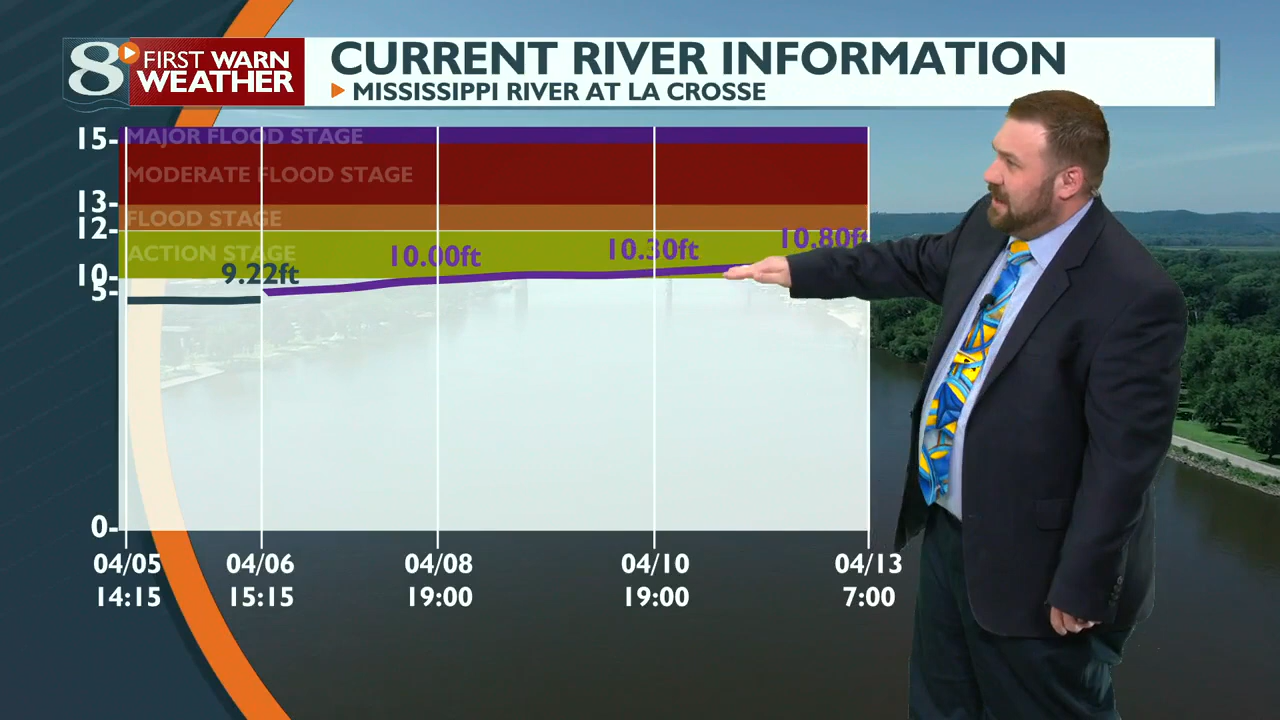 8 FIRST WARN
WEATHER
CURRENT RIVER INFORMATION
MISSISSIPPI RIVER AT LA CROSSE
15-
MAJOR FLOOD STAGE
MODERATE FLOOD STAGE
13-
FLOOD STAGE
12-
ACTION STAGE
9.22ft
10.00ft
10.30ft
10.80ft
10-
5-
0-
04/05 04/06 04/08 04/10 04/13
14:15 15:15 19:00 19:00 7:00